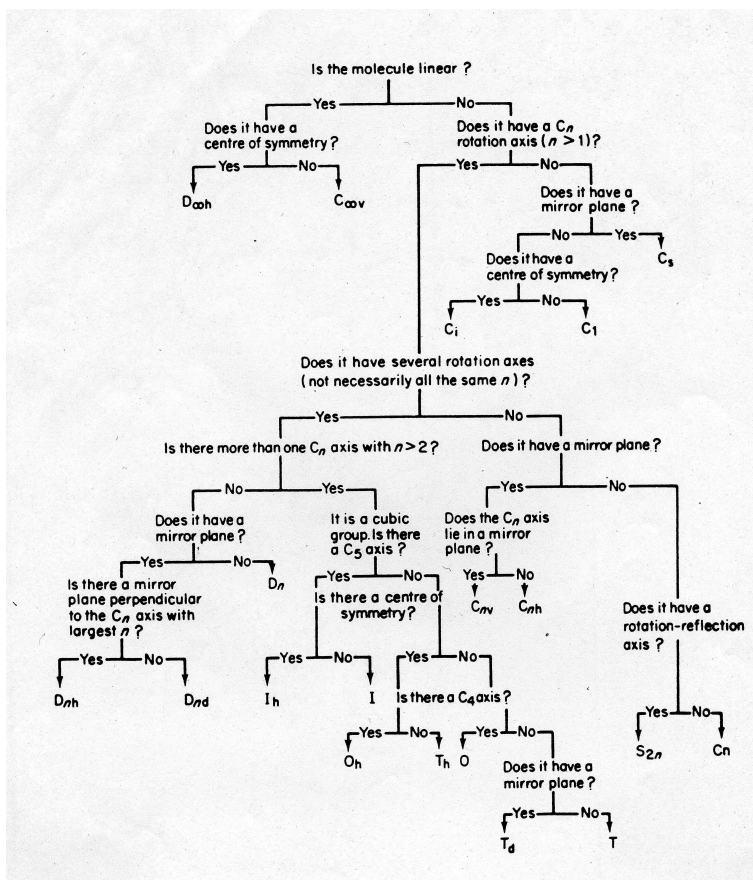 Is the molecule linear ?
Yes No
Does it have a
centre of symmetry?
Yes No
D∞h C∞v
Does it have a Cn
rotation axis (n > 1)?
Yes No
Does it have a
mirror plane ?
No Yes
Cs
Does it have a
centre of symmetry?
Yes No
Ci C1
Does it have several rotation axes
(not necessarily all the same n) ?
Yes No
Is there more than one Cn axis with n>2?
No Yes
Does it have a
mirror plane ?
Yes No
Dn
Is there a mirror
plane perpendicular
to the Cn axis with
largest n ?
Yes No
Dnh Dnd
It is a cubic
group. Is there
a C5 axis ?
Yes No
Is there a centre of
symmetry?
Yes No
Ih I
Yes No
Is there a C4 axis?
Yes No
Oh Th
Yes No
O
Does it have a
mirror plane ?
Yes No
Td T
Does it have a mirror plane ?
Yes No
Does the Cn axis
lie in a mirror
plane ?
Yes No
Cnv Cnh
Does it have a
rotation-reflection
axis ?
Yes No
S2n Cn